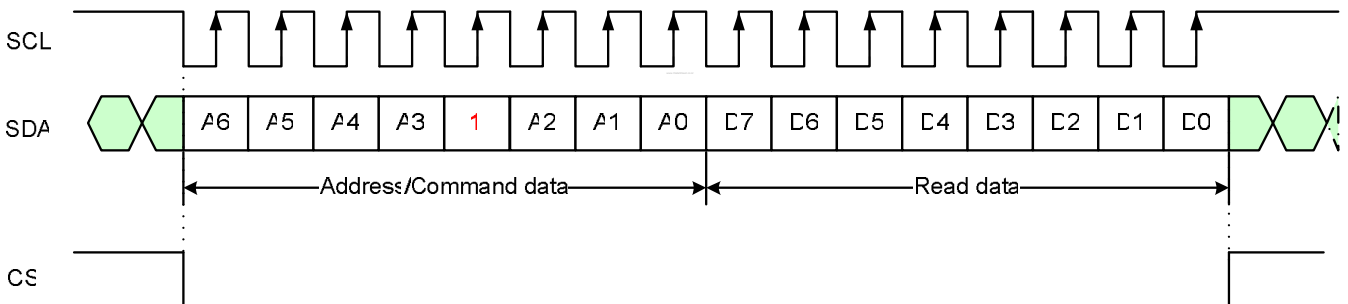 SCL
SDA A6 A5 A4 A3 1 A2 A1 A0 D7 D6 D5 D4 D3 D2 D1 D0
Address/Command data Read data
CS